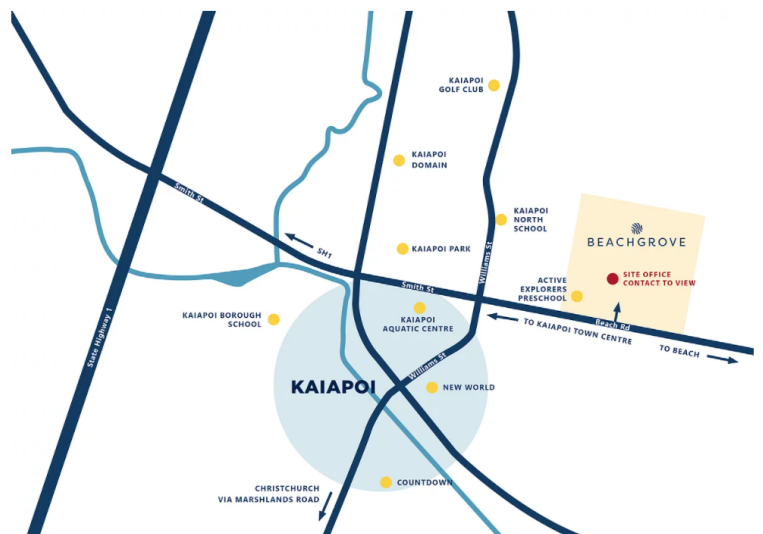 KAIAPOI
GOLF CLUB
KAIAPOI
DOMAIN
Smith St
KAIAPOI
NORTH
SCHOOL
BEACHGROVE
SH1
KAIAPOI PARK
Williams St
SITE OFFICE
CONTACT TO VIEW
ACTIVE
EXPLORERS
PRESCHOOL
Smith St
KAIAPOI BOROUGH
SCHOOL
KAIAPOI
AQUATIC CENTRE
Beach Rd
TO KAIAPOI TOWN CENTRE
TO BEACH
State Highway 1
Williams St
KAIAPOI
NEW WORLD
COUNTDOWN
CHRISTCHURCH
VIA MARSHLANDS ROAD